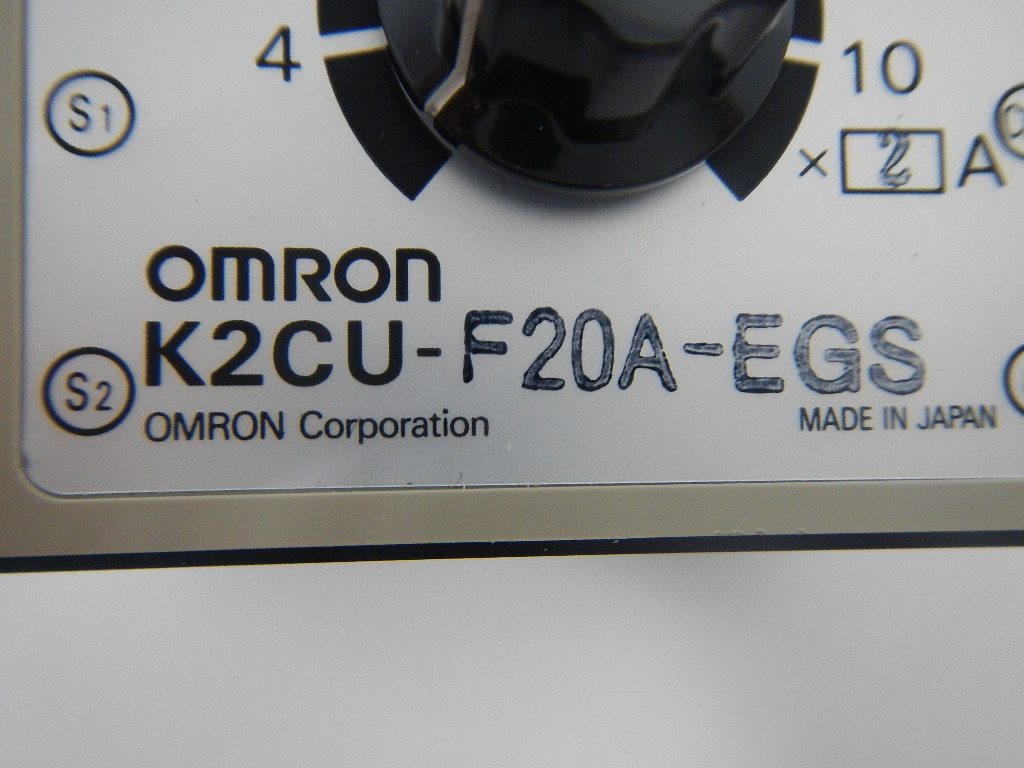 4
10
S1
× 2 A
OMRON
K2CU-F20A-EGS
S2
OMRON Corporation
MADE IN JAPAN